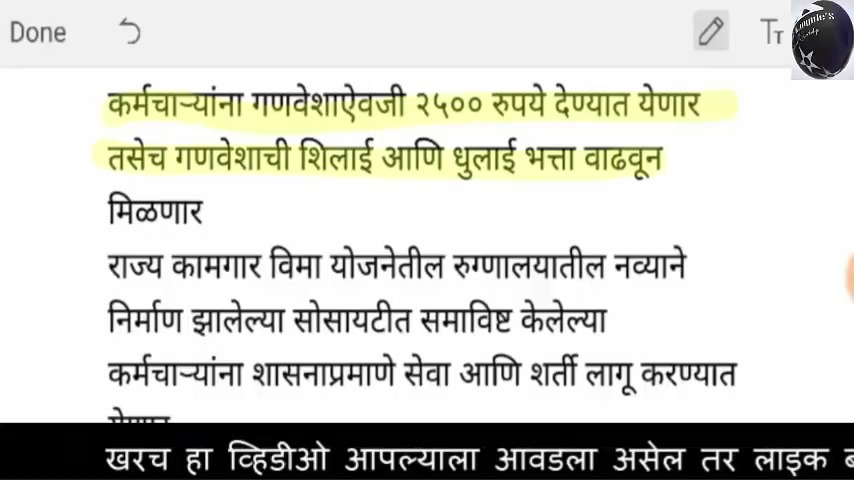 Done
TT
कर्मचाऱ्यांना गणवेशाऐवजी २५०० रुपये देण्यात येणार
तसेच गणवेशाची शिलाई आणि धुलाई भत्ता वाढवून
मिळणार
राज्य कामगार विमा योजनेतील रुग्णालयातील नव्याने
निर्माण झालेल्या सोसायटीत समाविष्ट केलेल्या
कर्मचाऱ्यांना शासनाप्रमाणे सेवा आणि शर्ती लागू करण्यात
खरच हा व्हिडीओ आपल्याला आवडला असेल तर लाइक